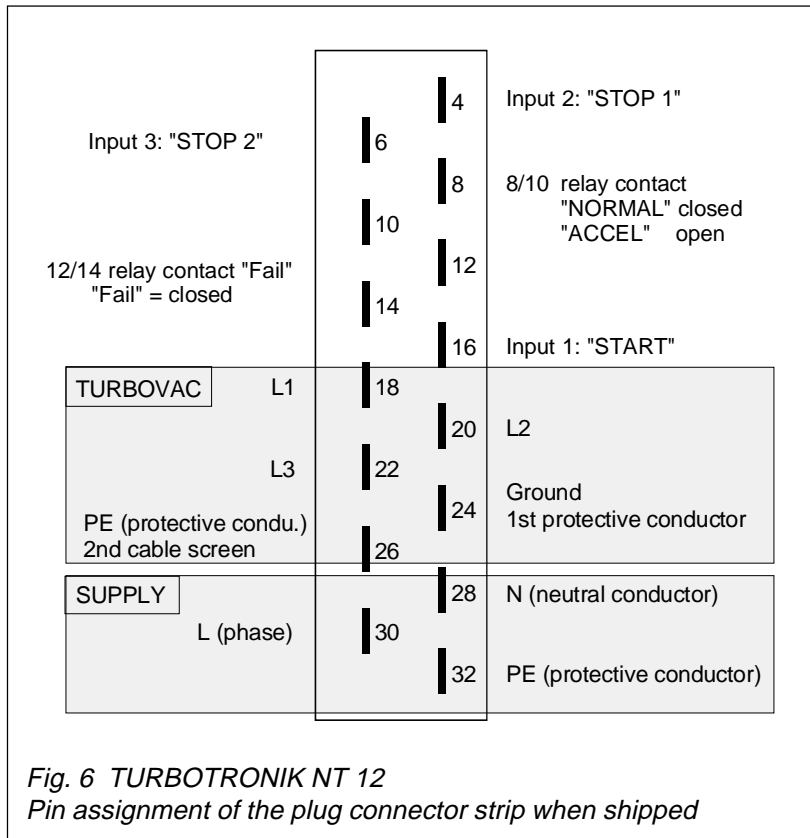 4 Input 2: "STOP 1"
Input 3: "STOP 2" 6
8 8/10 relay contact
"NORMAL" closed
10
"ACCEL" open
12
12/14 relay contact "Fail"
"Fail" = closed
14
16 Input 1: "START"
TURBOVAC L1 18
20 L2
L3 22
24 Ground
1st protective conductor
PE (protective condu.)
2nd cable screen 26
SUPPLY
28 N (neutral conductor)
L (phase) 30
32 PE (protective conductor)
Fig. 6 TURBOTRONIK NT 12
Pin assignment of the plug connector strip when shipped